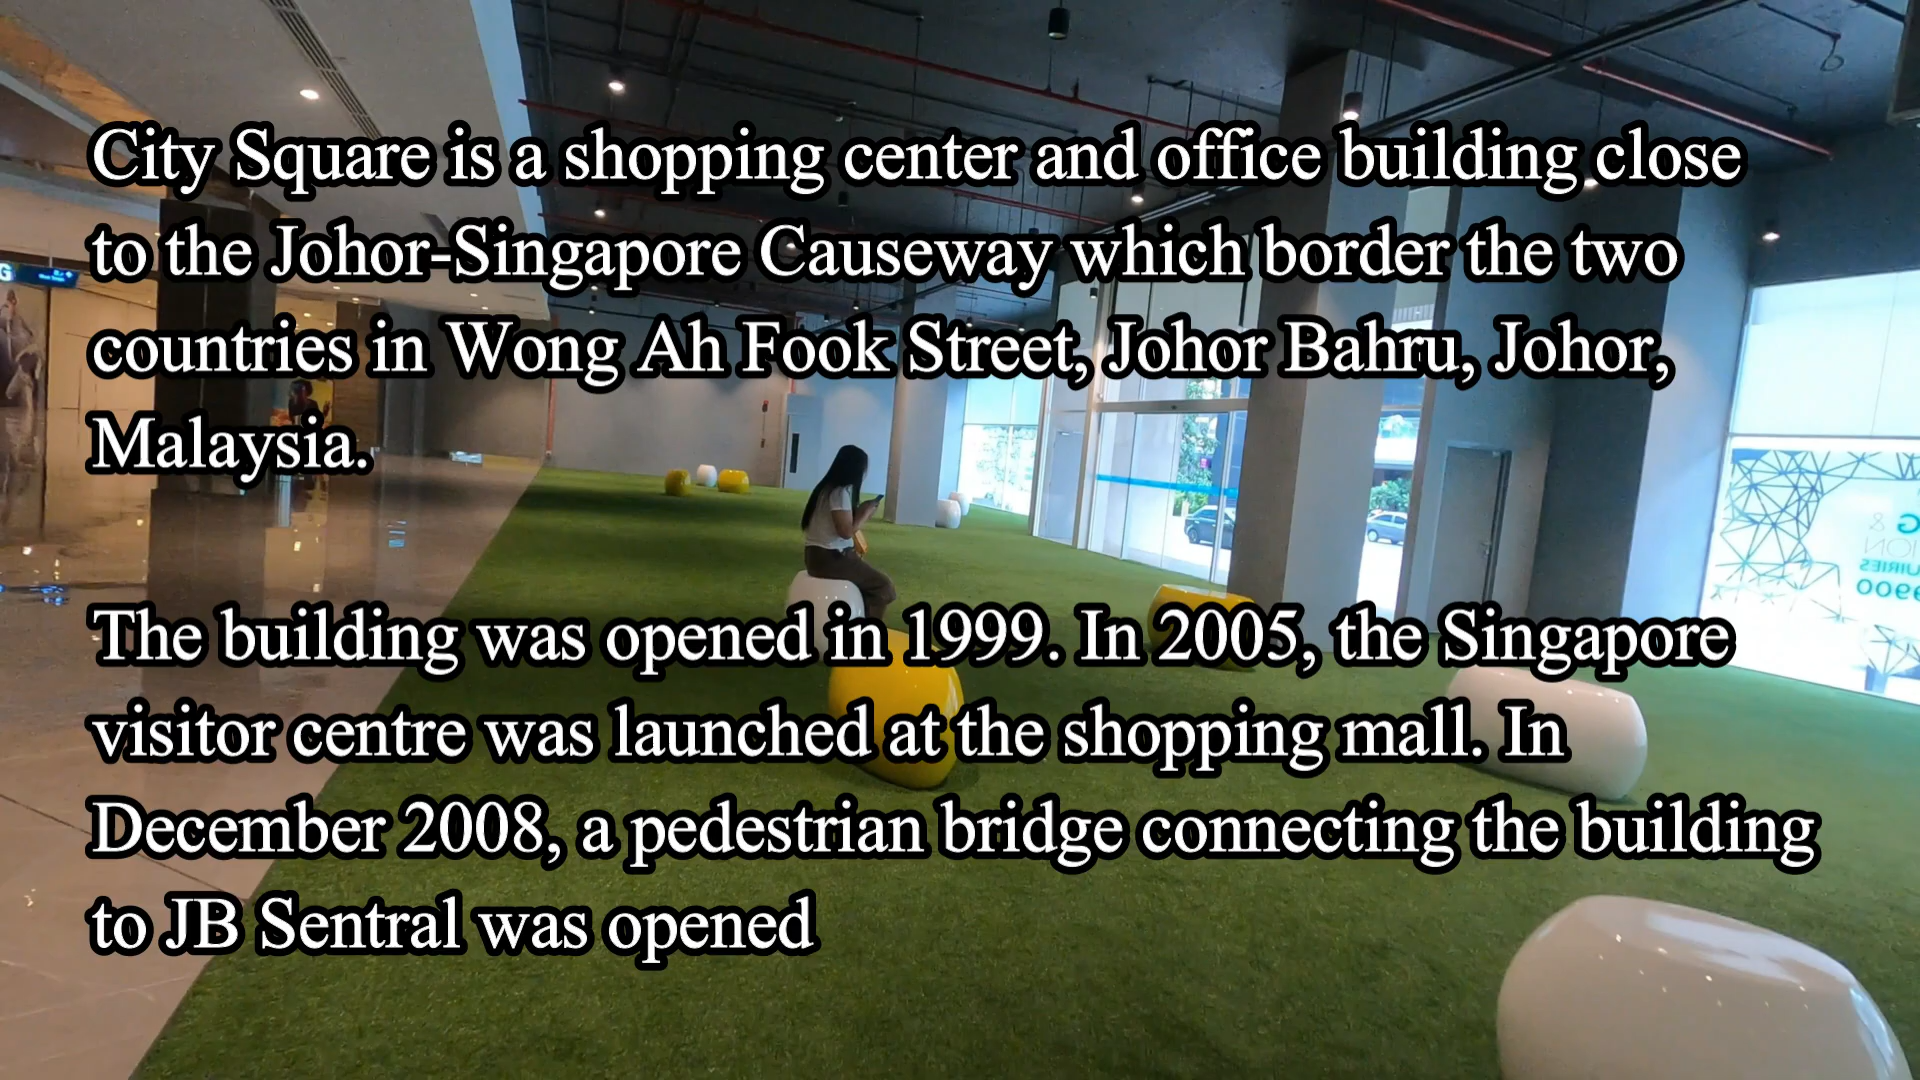 City Square is a shopping center and office building close
to the Johor-Singapore Causeway which border the two
countries in Wong Ah Fook Street, Johor Bahru, Johor,
Malaysia.
The building was opened in 1999. In 2005, the Singapore
visitor centre was launched at the shopping mall. In
December 2008, a pedestrian bridge connecting the building
to JB Sentral was opened